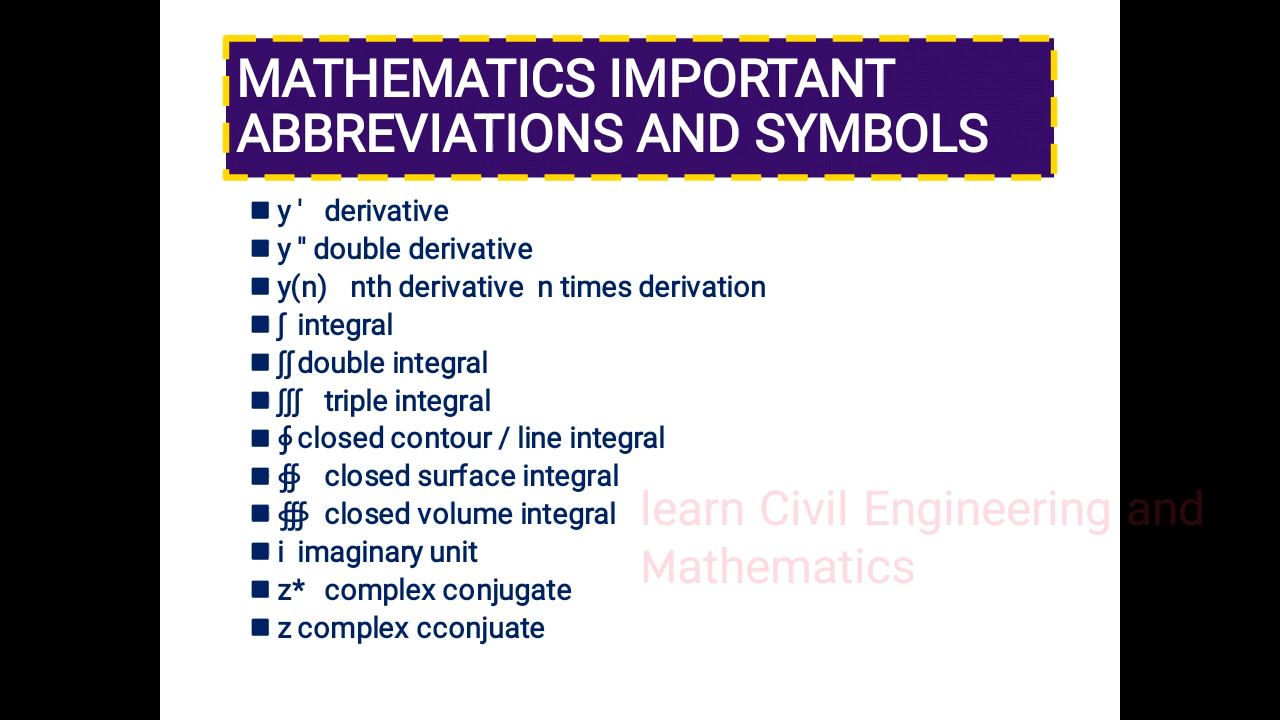 MATHEMATICS IMPORTANT
ABBREVIATIONS AND SYMBOLS
■ y ' derivative
■ y " double derivative
■ y(n) nth derivative n times derivation
■ ∫ integral
■ ∬ double integral
■ ∭ triple integral
■ ∮ closed contour / line integral
■ ∯ closed surface integral
■ ∰ closed volume integral
■ i imaginary unit
■ z* complex conjugate
■ z complex cconjuate
learn Civil Engineering and
Mathematics